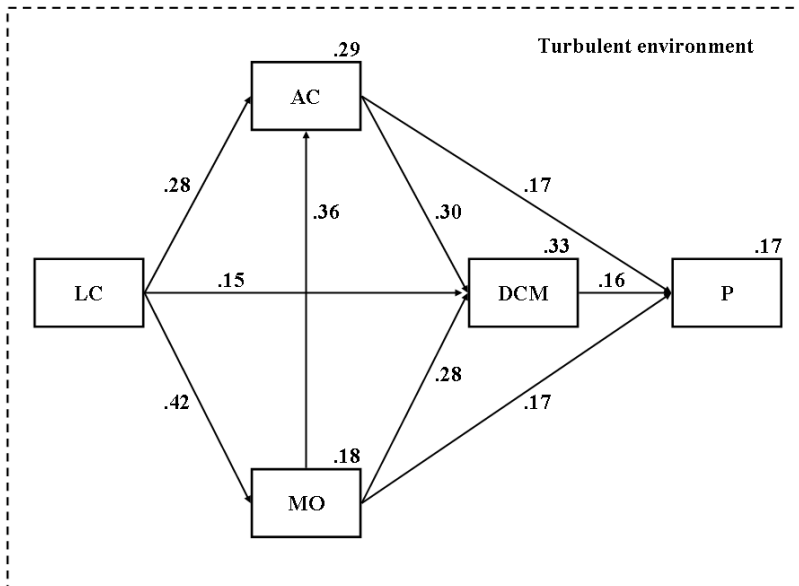 .29
Turbulent environment
AC
.28
.17
.36
.30
.33
.17
LC
.15
DCM
.16
P
.42
.28
.17
.18
MO